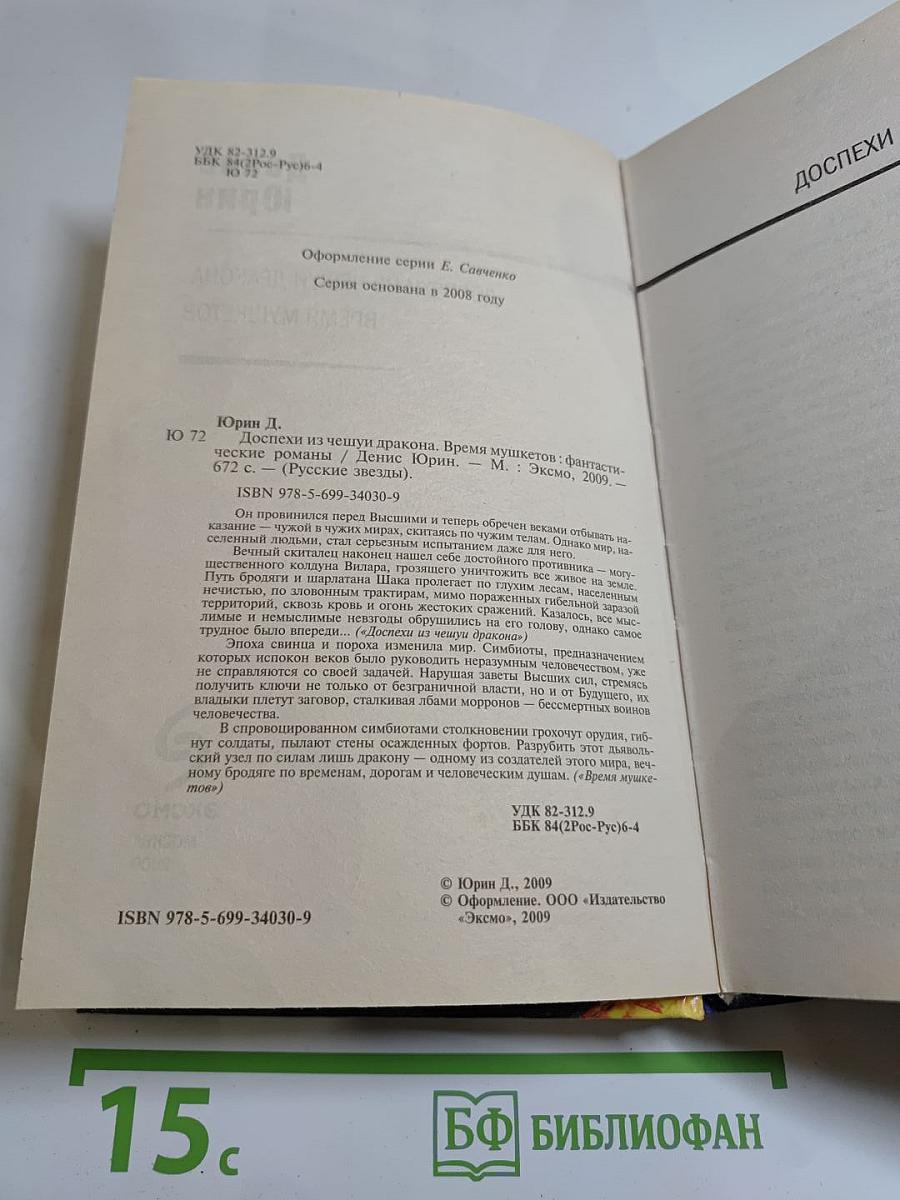 УДК 82-312.9
ББК 84(2Рос-Рус)6-4
Ю 72
Оформление серии Е. Савченко
Серия основана в 2008 году
Юрин Д.
Ю 72 Доспехи из чешуи дракона. Время мушкетов : фантасти-
ческие романы / Денис Юрин. — М. : Эксмо, 2009. —
672 с. — (Русские звезды).
ISBN 978-5-699-34030-9
Он провинился перед Высшими и теперь обречен веками отбывать на-
казание — чужой в чужих мирах, скитаясь по чужим телам. Однако мир, на-
селенный людьми, стал серьезным испытанием даже для него.
Вечный скиталец наконец нашел себе достойного противника — могу-
щественного колдуна Вилара, грозящего уничтожить все живое на земле.
Путь бродяги и шарлатана Шака пролегает по глухим лесам, населенным
нечистью, по зловонным трактирам, мимо пораженных гибельной заразой
территорий, сквозь кровь и огонь жестоких сражений. Казалось, все мыс-
лимые и немыслимые невзгоды обрушились на его голову, однако самое
трудное было впереди... («Доспехи из чешуи дракона»)
Эпоха свинца и пороха изменила мир. Симбиоты, предназначением
которых испокон веков было руководить неразумным человечеством, уже
не справляются со своей задачей. Нарушая заветы Высших сил, стремясь
получить ключи не только от безграничной власти, но и от Будущего, их
владыки плетут заговор, сталкивая лбами морронов — бессмертных воинов
человечества.
В спровоцированном симбиотами столкновении грохочут орудия, гиб-
нут солдаты, пылают стены осажденных фортов. Разрубить этот дьяволь-
ский узел по силам лишь дракону — одному из создателей этого мира, веч-
ному бродяге по временам, дорогам и человеческим душам. («Время мушке-
тов»)
УДК 82-312.9
ББК 84(2Рос-Рус)6-4
© Юрин Д., 2009
© Оформление. ООО «Издательство
«Эксмо», 2009
ISBN 978-5-699-34030-9
ДОСПЕХИ
15с
БФ БИБЛИОФАН